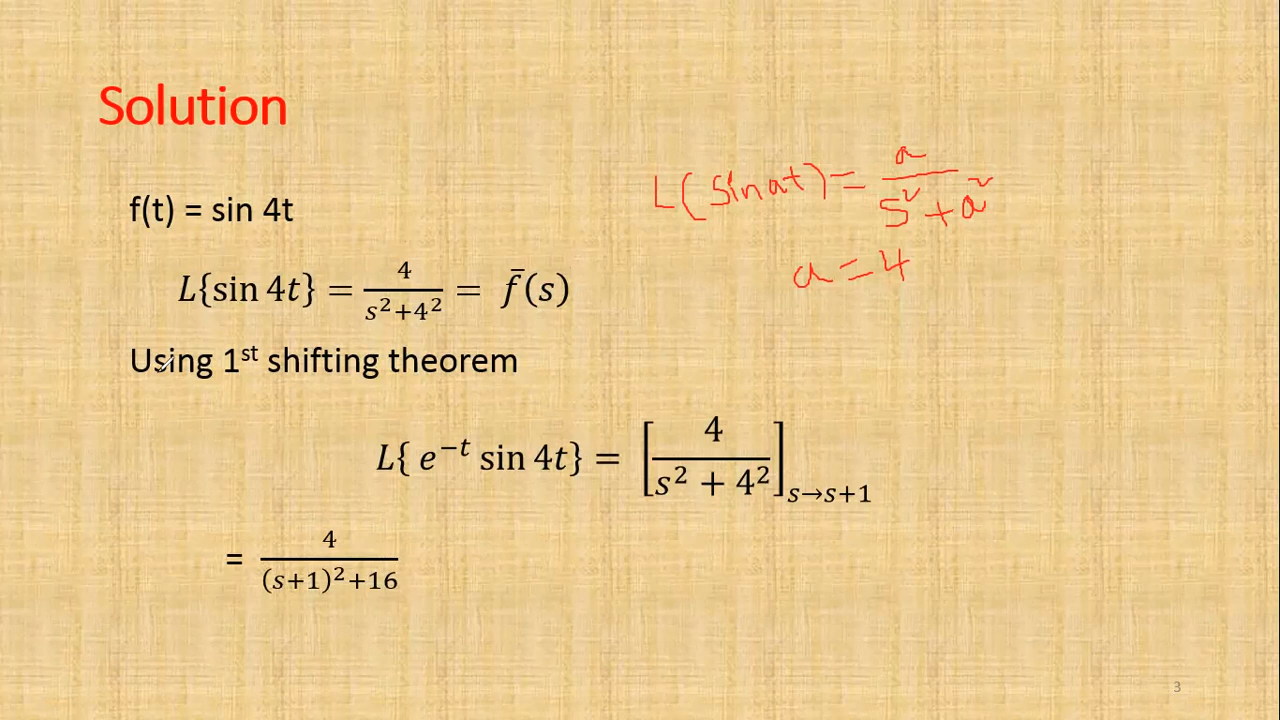 Solution
L(sin at) = a / s² + a²
a = 4
f(t) = sin 4t
L{sin 4t} = 4 / s²+4² = f̄(s)
Using 1st shifting theorem
L{ e⁻ᵗ sin 4t} = [4 / s² + 4²]s→s+1
= 4 / (s+1)²+16
3